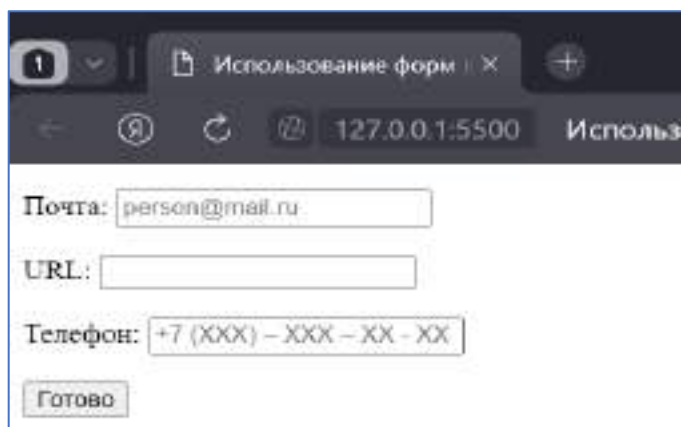 1
Использование форм
Я
127.0.0.1:5500 Использ
Почта: person@mail.ru
URL:
Телефон: +7 (XXX) – XXX – XX - XX
Готово